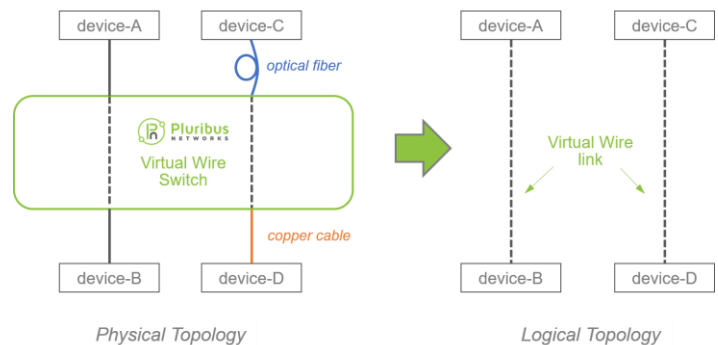 device-A
device-C
optical fiber
Pluribus
NETWORKS
Virtual Wire
Switch
copper cable
device-B
device-D
Physical Topology
device-A
device-C
Virtual Wire
link
device-B
device-D
Logical Topology